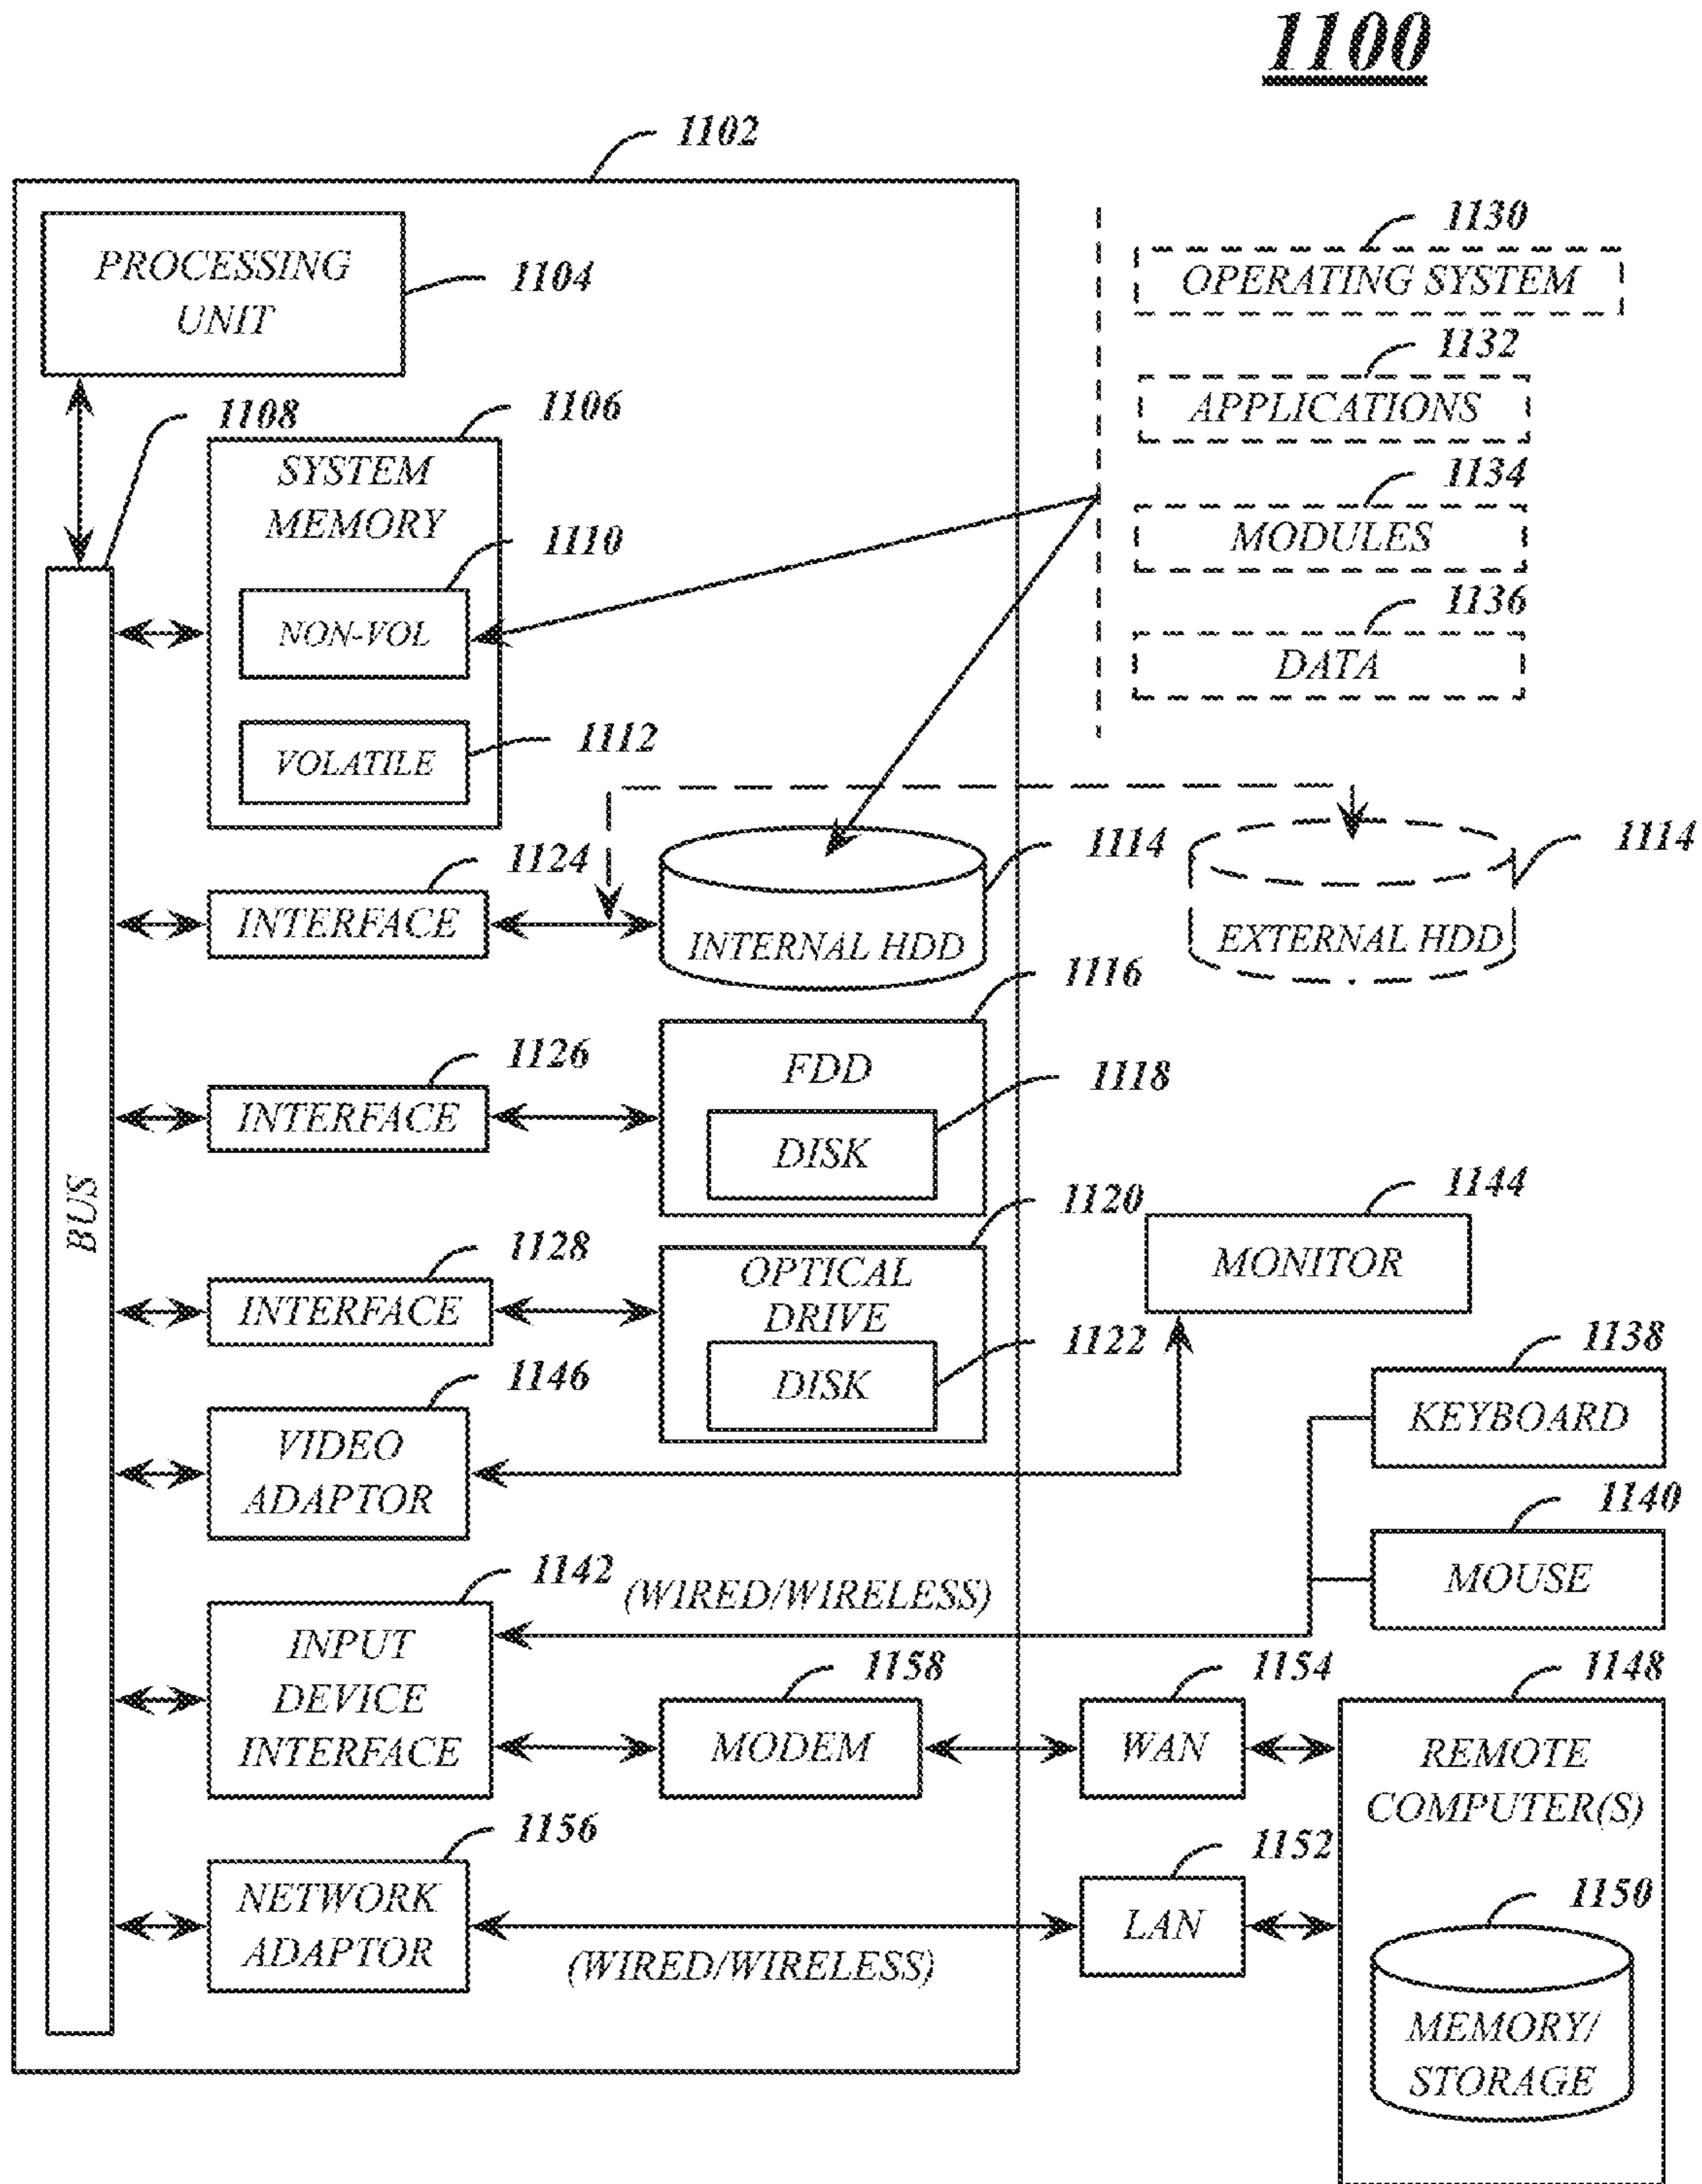 1100
1102
PROCESSING
UNIT
1104
1130
OPERATING SYSTEM
1132
APPLICATIONS
1134
MODULES
1136
DATA
1108
1106
SYSTEM
MEMORY
1110
NON-VOL
VOLATILE
1112
1124
INTERFACE
INTERNAL HDD
1114
EXTERNAL HDD
1114
1116
1126
INTERFACE
FDD
DISK
1118
BUS
1120
1128
INTERFACE
OPTICAL
DRIVE
DISK
1122
1144
MONITOR
1138
KEYBOARD
1146
VIDEO
ADAPTOR
1140
MOUSE
1142
(WIRED/WIRELESS)
INPUT
DEVICE
INTERFACE
1158
MODEM
1154
WAN
1148
REMOTE
COMPUTER(S)
1156
NETWORK
ADAPTOR
(WIRED/WIRELESS)
1152
LAN
1150
MEMORY/
STORAGE